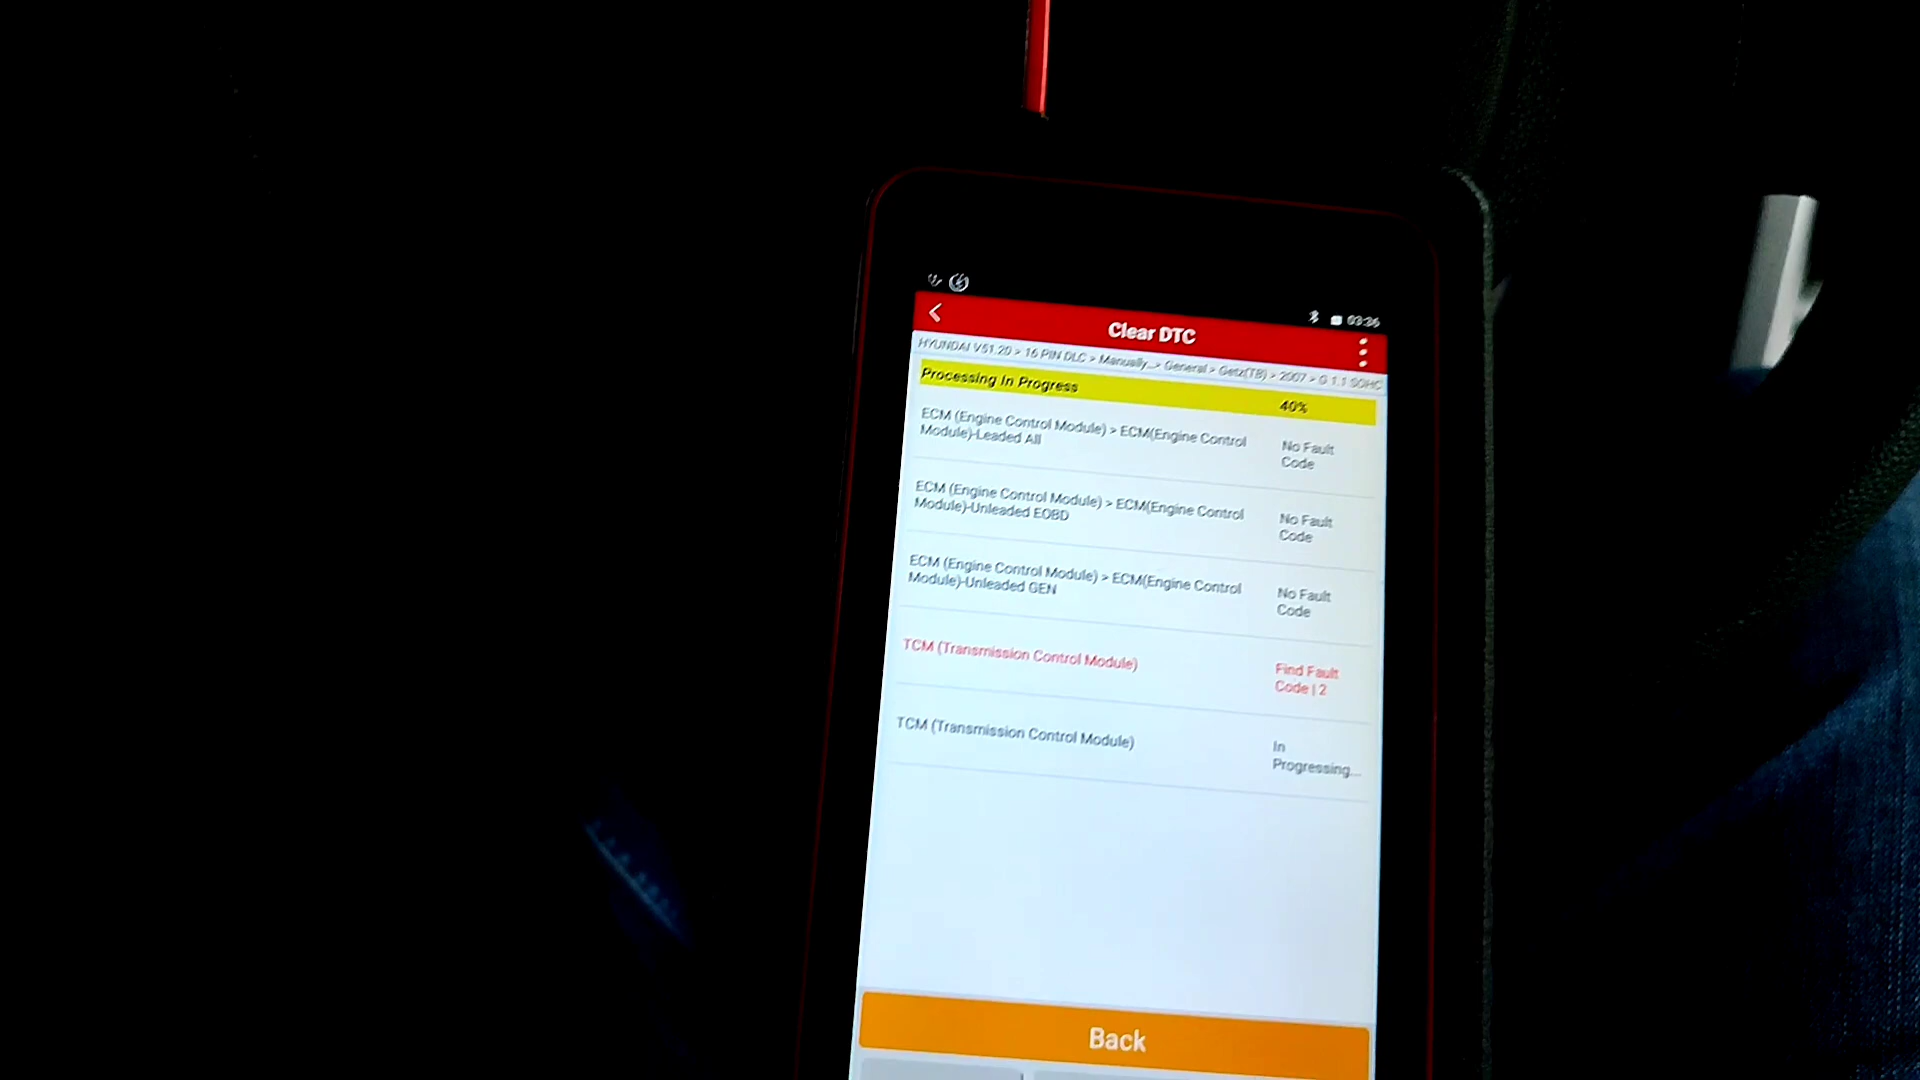 03:36
Clear DTC
HYUNDAI V51.20 > 16 PIN DLC > Manually...> General > Getz(TB) > 2007 > G 1.1 SOHC
Processing In Progress 40%
ECM (Engine Control Module) > ECM(Engine Control
Module)-Leaded All
No Fault
Code
ECM (Engine Control Module) > ECM(Engine Control
Module)-Unleaded EOBD
No Fault
Code
ECM (Engine Control Module) > ECM(Engine Control
Module)-Unleaded GEN
No Fault
Code
TCM (Transmission Control Module)
Find Fault
Code | 2
TCM (Transmission Control Module)
In
Progressing...
Back